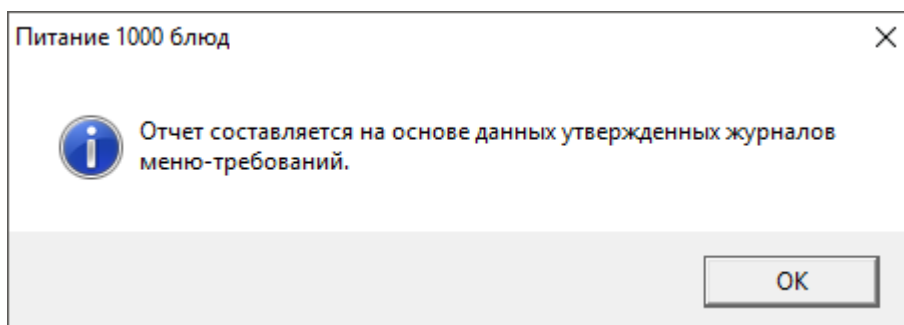 Питание 1000 блюд
Отчет составляется на основе данных утвержденных журналов
меню-требований.
OK